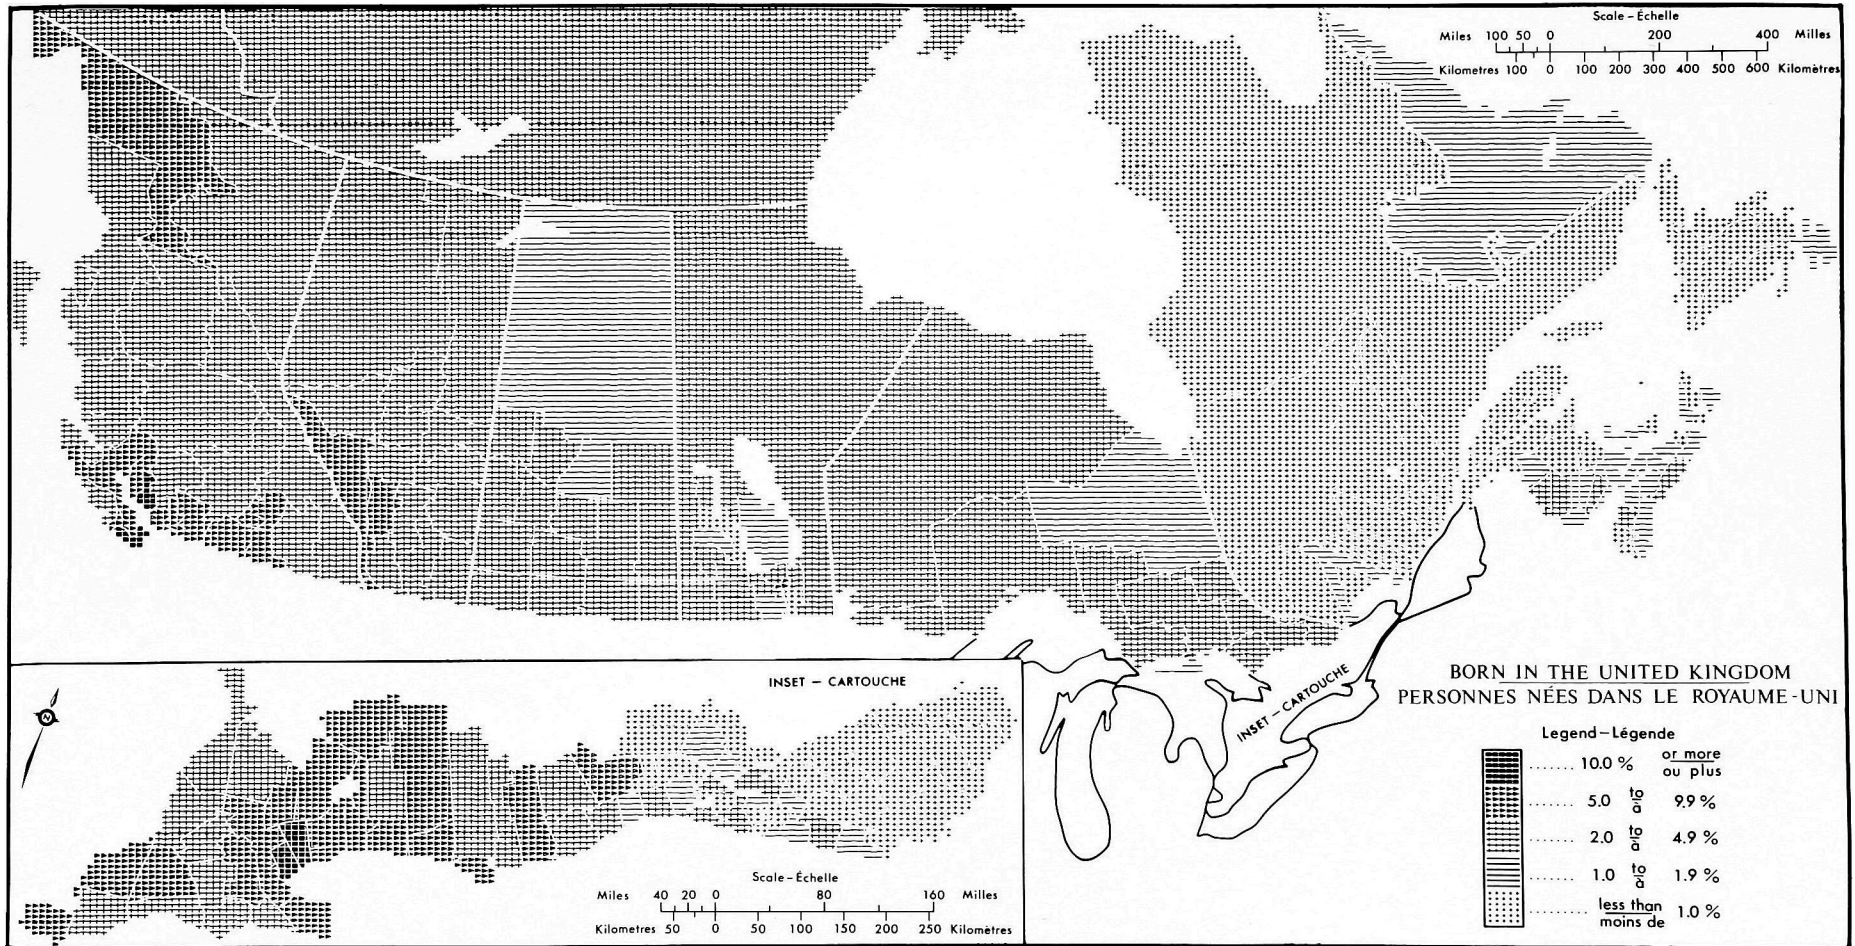 Scale – Échelle
Miles 100 50 0 200 400 Milles
Kilometres 100 0 100 200 300 400 500 600 Kilomètres
INSET – CARTOUCHE
N
Scale – Échelle
Miles 40 20 0 80 160 Milles
Kilometres 50 0 50 100 150 200 250 Kilomètres
INSET – CARTOUCHE
BORN IN THE UNITED KINGDOM
PERSONNES NÉES DANS LE ROYAUME-UNI
Legend – Légende
...... 10.0 % or more
ou plus
...... 5.0 to à 9.9 %
...... 2.0 to à 4.9 %
...... 1.0 to à 1.9 %
...... less than 1.0 %
moins de